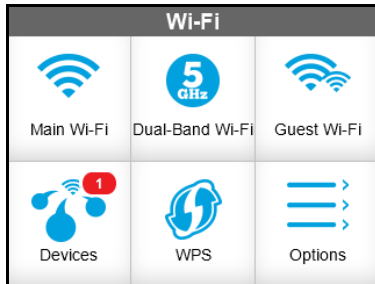 Wi-Fi
5
GHz
Main Wi-Fi
Dual-Band Wi-Fi
Guest Wi-Fi
1
Devices
WPS
Options